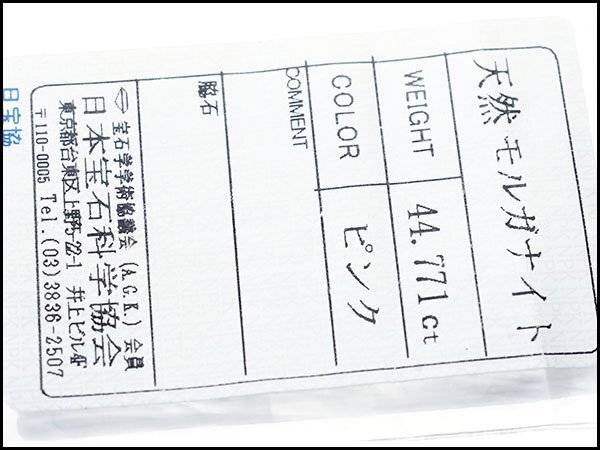 天然 モルガナイト
WEIGHT 44.771ct
COLOR ピンク
COMMENT
脇石
宝石学学術協議会 (A.G.K.) 会員
日本宝石科学協会
東京都台東区上野5-22-1 井上ビル4F
〒110-0005 Tel.(03)3836-2507
日宝協